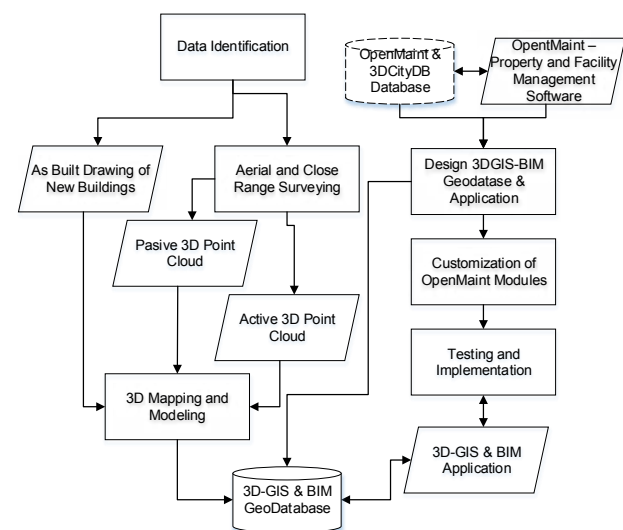 Data Identification
OpenMaint &
3DCityDB
Database
OpentMaint –
Property and Facility
Management
Software
As Built Drawing of
New Buildings
Aerial and Close
Range Surveying
Design 3DGIS-BIM
Geodatase &
Application
Pasive 3D Point
Cloud
Customization of
OpenMaint Modules
Active 3D Point
Cloud
Testing and
Implementation
3D Mapping and
Modeling
3D-GIS & BIM
Application
3D-GIS & BIM
GeoDatabase